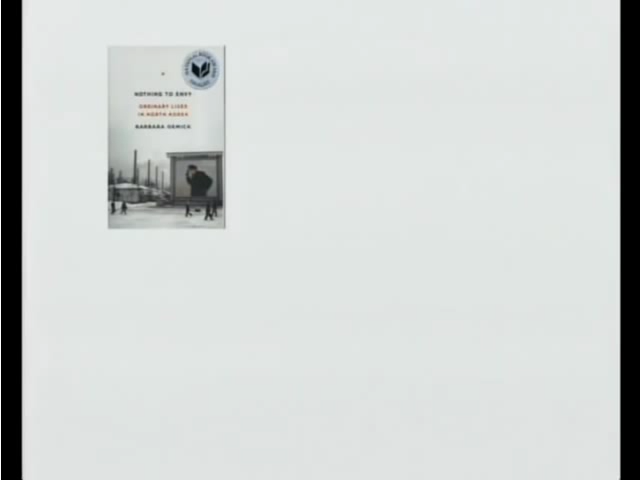 NOTHING TO ENVY
ORDINARY LIVES
IN NORTH KOREA
BARBARA DEMICK